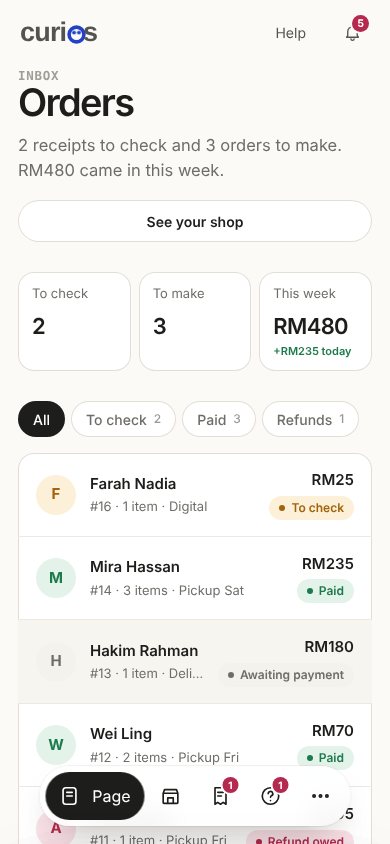 curios
Help
5
INBOX
Orders
2 receipts to check and 3 orders to make.
RM480 came in this week.
See your shop
To check
2
To make
3
This week
RM480
+RM235 today
All
To check 2
Paid 3
Refunds 1
F
Farah Nadia
RM25
#16 · 1 item · Digital
To check
M
Mira Hassan
RM235
#14 · 3 items · Pickup Sat
Paid
H
Hakim Rahman
RM180
#13 · 1 item · Deli...
Awaiting payment
W
Wei Ling
RM70
#12 · 2 items · Pickup Fri
Paid
Page
1
1
A
#11 · 1 item · Pickup Fri
Refund owed